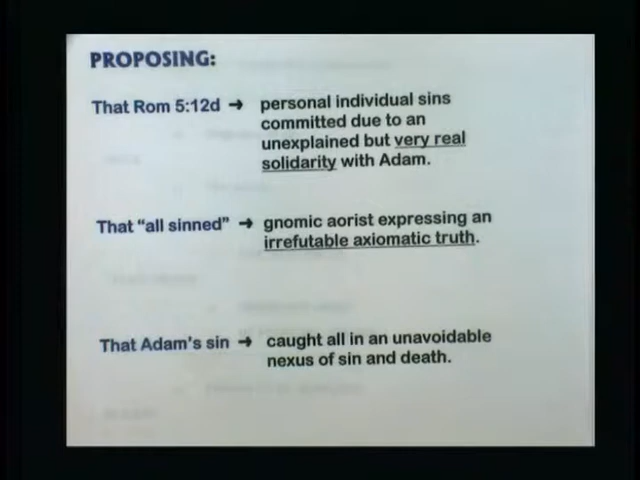 PROPOSING:
That Rom 5:12d ➜ personal individual sins
committed due to an
unexplained but very real
solidarity with Adam.
That “all sinned” ➜ gnomic aorist expressing an
irrefutable axiomatic truth.
That Adam’s sin ➜ caught all in an unavoidable
nexus of sin and death.